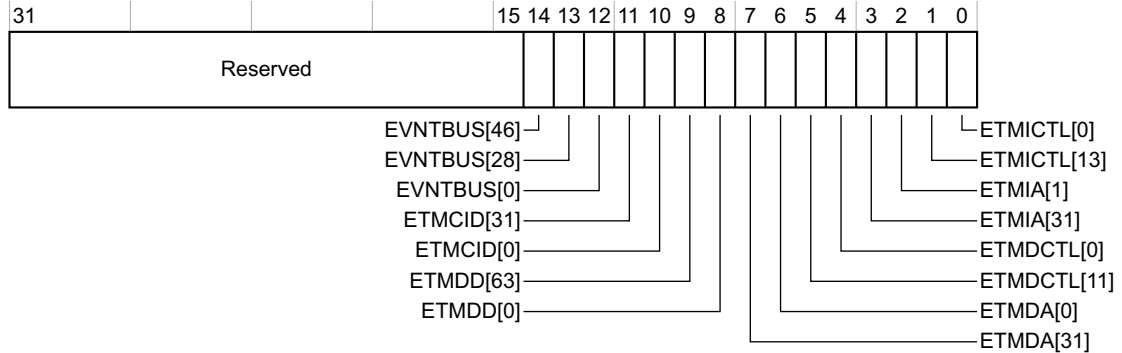 31 15 14 13 12 11 10 9 8 7 6 5 4 3 2 1 0
Reserved
EVNTBUS[46] ETMICTL[0]
EVNTBUS[28] ETMICTL[13]
EVNTBUS[0] ETMIA[1]
ETMCID[31] ETMIA[31]
ETMCID[0] ETMDCTL[0]
ETMDD[63] ETMDCTL[11]
ETMDD[0] ETMDA[0]
ETMDA[31]